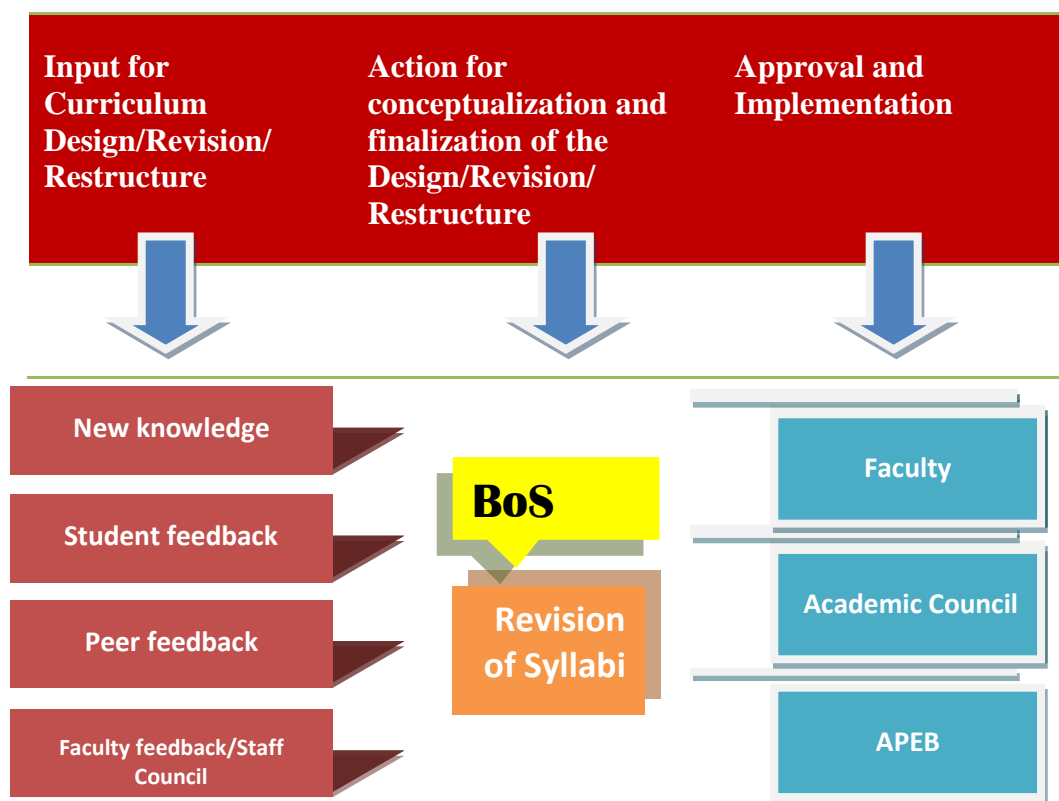 Input for
Curriculum
Design/Revision/
Restructure
Action for
conceptualization and
finalization of the
Design/Revision/
Restructure
Approval and
Implementation
New knowledge
Student feedback
Peer feedback
Faculty feedback/Staff
Council
BoS
Revision
of Syllabi
Faculty
Academic Council
APEB